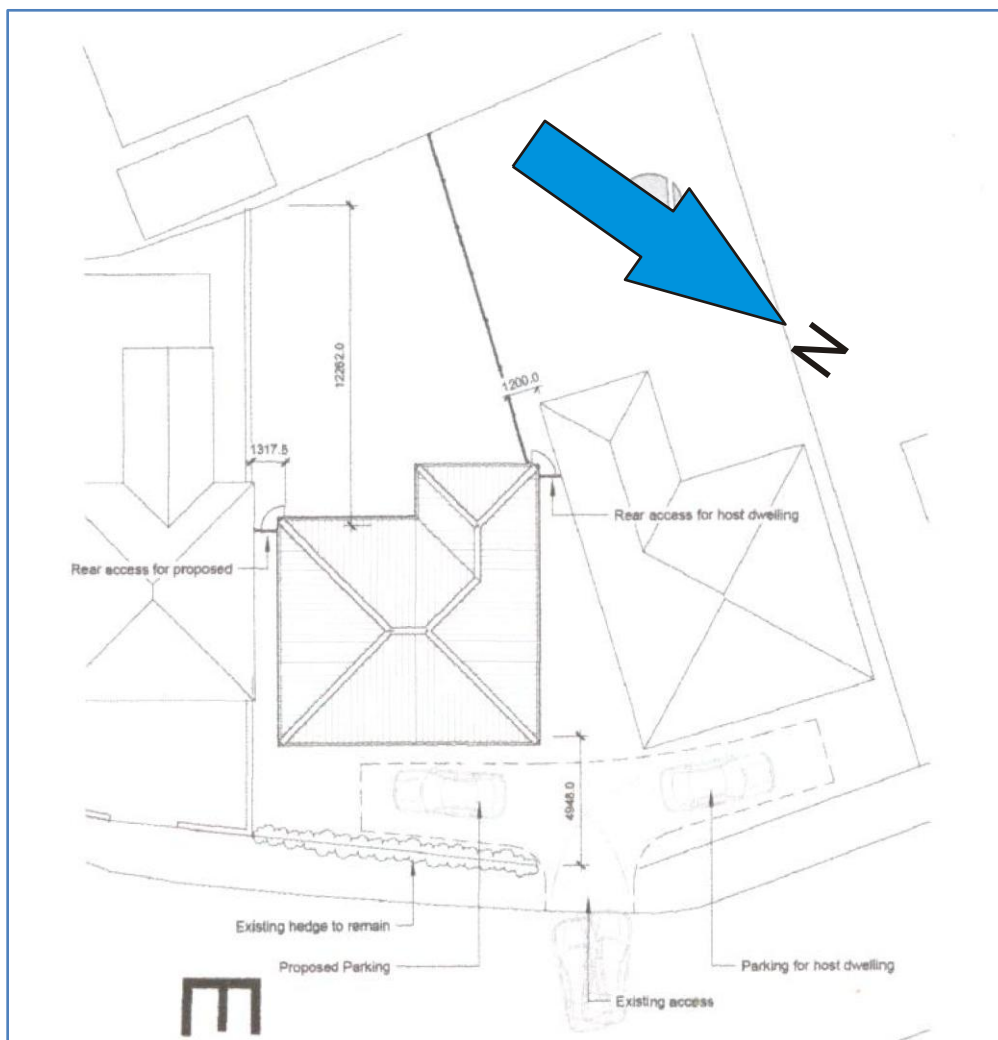 12262.0
N
1200.0
1317.5
Rear access for host dwelling
Rear access for proposed
4948.0
Existing hedge to remain
Proposed Parking
Parking for host dwelling
Existing access
E